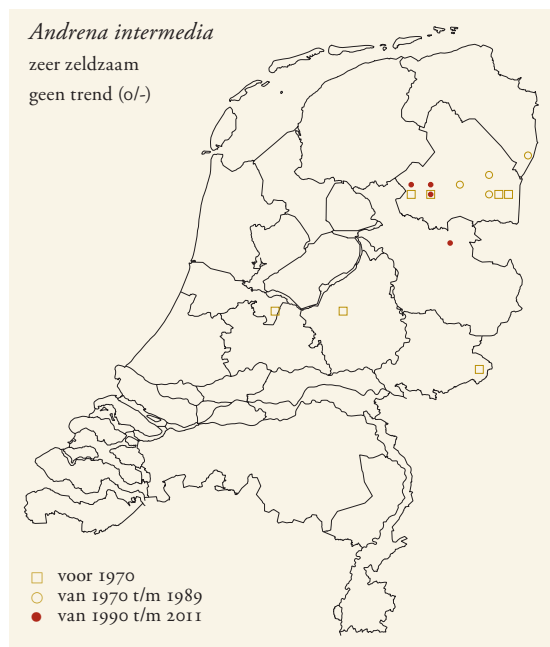 Andrena intermedia
zeer zeldzaam
geen trend (0/-)
voor 1970
van 1970 t/m 1989
van 1990 t/m 2011